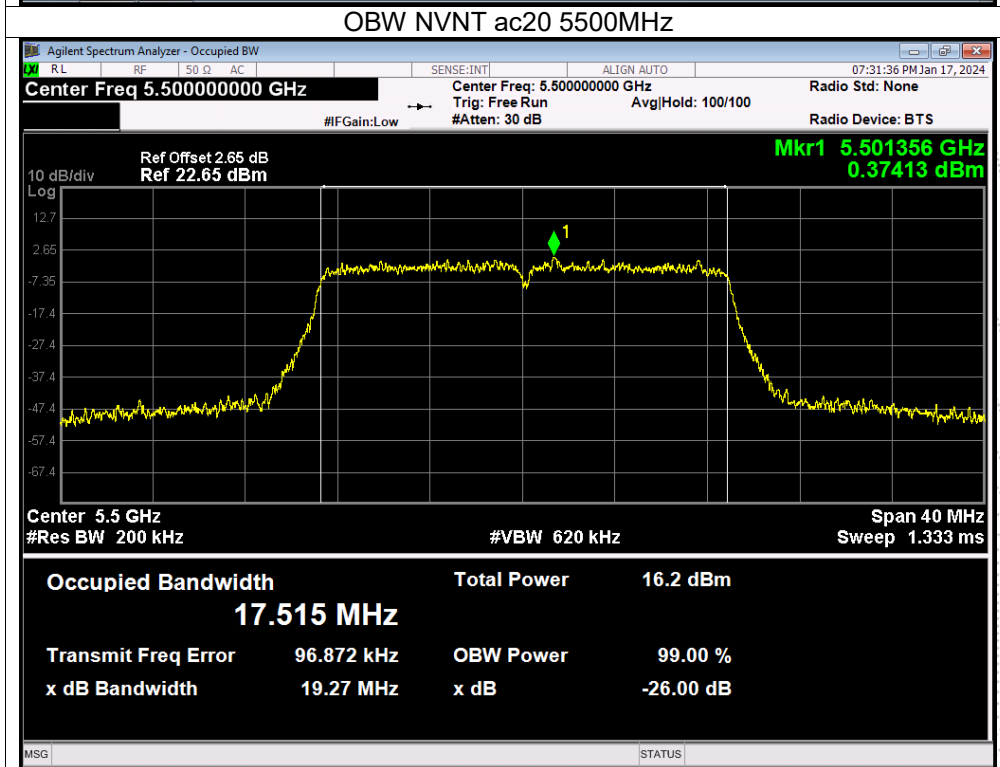 OBW NVNT ac20 5500MHz
Agilent Spectrum Analyzer - Occupied BW
LXI RL RF 50 Ω AC SENSE:INT ALIGN AUTO 07:31:36 PM Jan 17, 2024
Center Freq 5.500000000 GHz Center Freq: 5.500000000 GHz Radio Std: None
Trig: Free Run Avg|Hold: 100/100
#IFGain:Low #Atten: 30 dB Radio Device: BTS
Mkr1 5.501356 GHz
Ref Offset 2.65 dB
10 dB/div Ref 22.65 dBm 0.37413 dBm
Log
12.7
1
2.65
-7.35
-17.4
-27.4
-37.4
-47.4
-57.4
-67.4
Center 5.5 GHz Span 40 MHz
#Res BW 200 kHz #VBW 620 kHz Sweep 1.333 ms
Occupied Bandwidth Total Power 16.2 dBm
17.515 MHz
Transmit Freq Error 96.872 kHz OBW Power 99.00 %
x dB Bandwidth 19.27 MHz x dB -26.00 dB
MSG STATUS